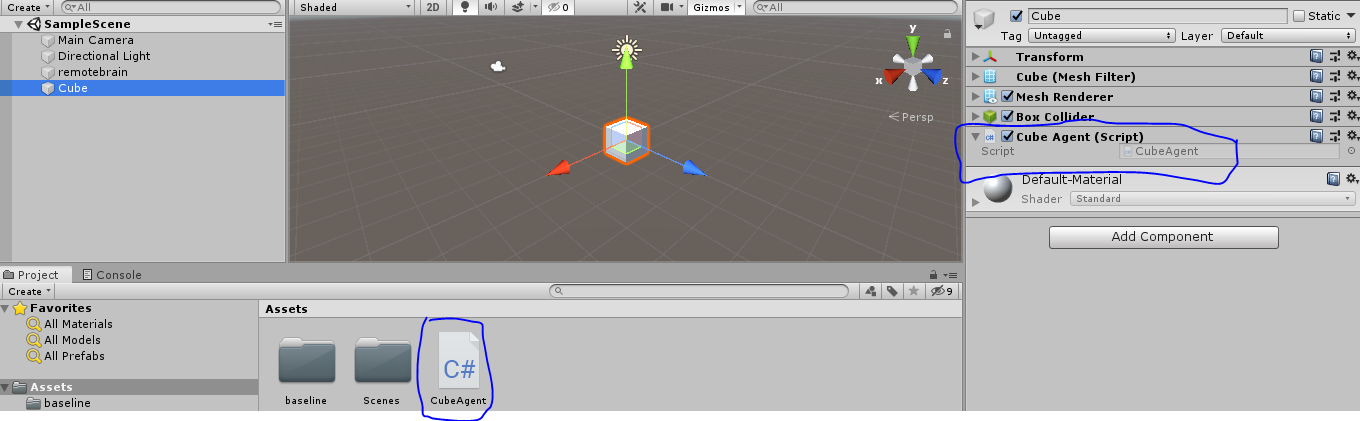 Create
All
SampleScene
Main Camera
Directional Light
remotebrain
Cube
Shaded
2D
0
Gizmos
All
y
x
z
Persp
Cube
Static
Tag
Untagged
Layer
Default
Transform
Cube (Mesh Filter)
Mesh Renderer
Box Collider
Cube Agent (Script)
Script
CubeAgent
Default-Material
Shader
Standard
Add Component
Project
Console
Create
9
Favorites
All Materials
All Models
All Prefabs
Assets
baseline
Assets
C#
baseline
Scenes
CubeAgent